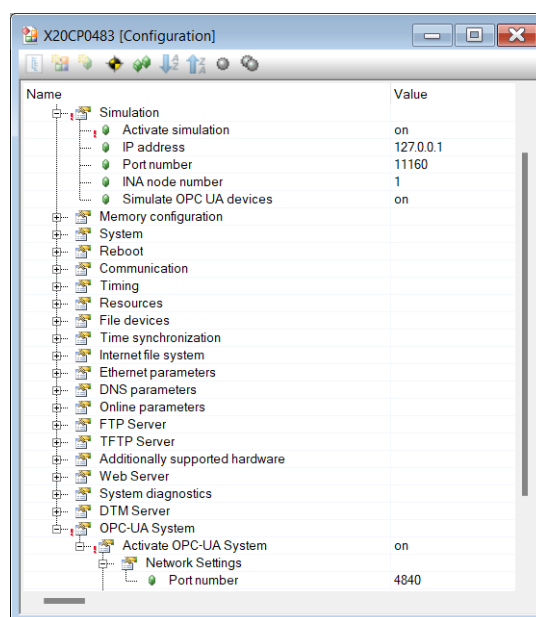 X20CP0483 [Configuration]
Name Value
Simulation
Activate simulation on
IP address 127.0.0.1
Port number 11160
INA node number 1
Simulate OPC UA devices on
Memory configuration
System
Reboot
Communication
Timing
Resources
File devices
Time synchronization
Internet file system
Ethernet parameters
DNS parameters
Online parameters
FTP Server
TFTP Server
Additionally supported hardware
Web Server
System diagnostics
DTM Server
OPC-UA System
Activate OPC-UA System on
Network Settings
Port number 4840